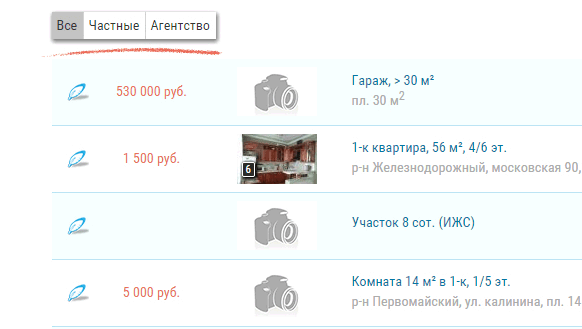 Все Частные Агентство
530 000 руб.
Гараж, > 30 м²
пл. 30 м2
1 500 руб.
6
1-к квартира, 56 м², 4/6 эт.
р-н Железнодорожный, московская 90,
Участок 8 сот. (ИЖС)
5 000 руб.
Комната 14 м² в 1-к, 1/5 эт.
р-н Первомайский, ул. калинина, пл. 14